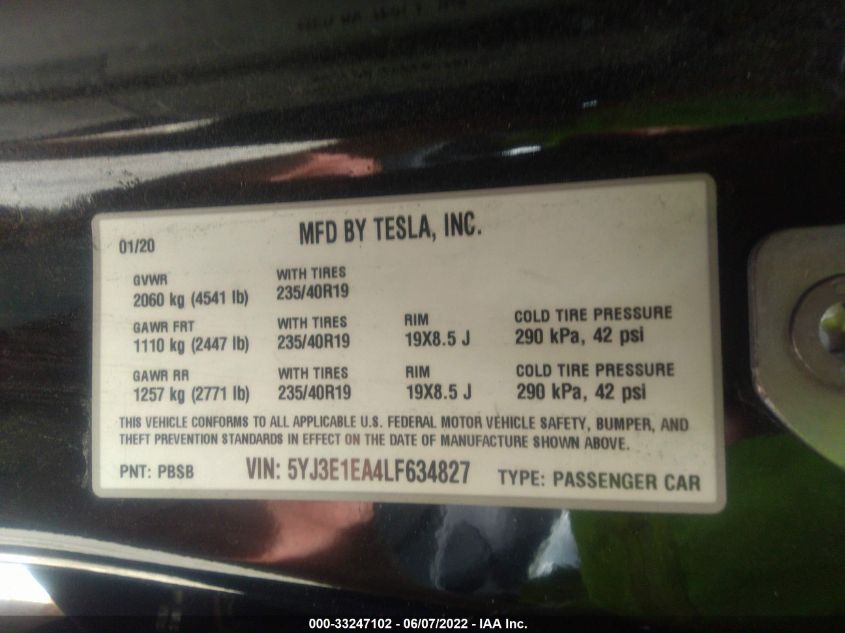 MFD BY TESLA, INC.
01/20
GVWR WITH TIRES
2060 kg (4541 lb) 235/40R19
GAWR FRT WITH TIRES RIM COLD TIRE PRESSURE
1110 kg (2447 lb) 235/40R19 19X8.5 J 290 kPa, 42 psi
GAWR RR WITH TIRES RIM COLD TIRE PRESSURE
1257 kg (2771 lb) 235/40R19 19X8.5 J 290 kPa, 42 psi
THIS VEHICLE CONFORMS TO ALL APPLICABLE U.S. FEDERAL MOTOR VEHICLE SAFETY, BUMPER, AND
THEFT PREVENTION STANDARDS IN EFFECT ON THE DATE OF MANUFACTURE SHOWN ABOVE.
PNT: PBSB VIN: 5YJ3E1EA4LF634827 TYPE: PASSENGER CAR
000-33247102 - 06/07/2022 - IAA Inc.